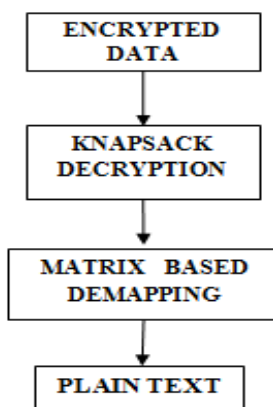 ENCRYPTED
DATA
KNAPSACK
DECRYPTION
MATRIX BASED
DEMAPPING
PLAIN TEXT